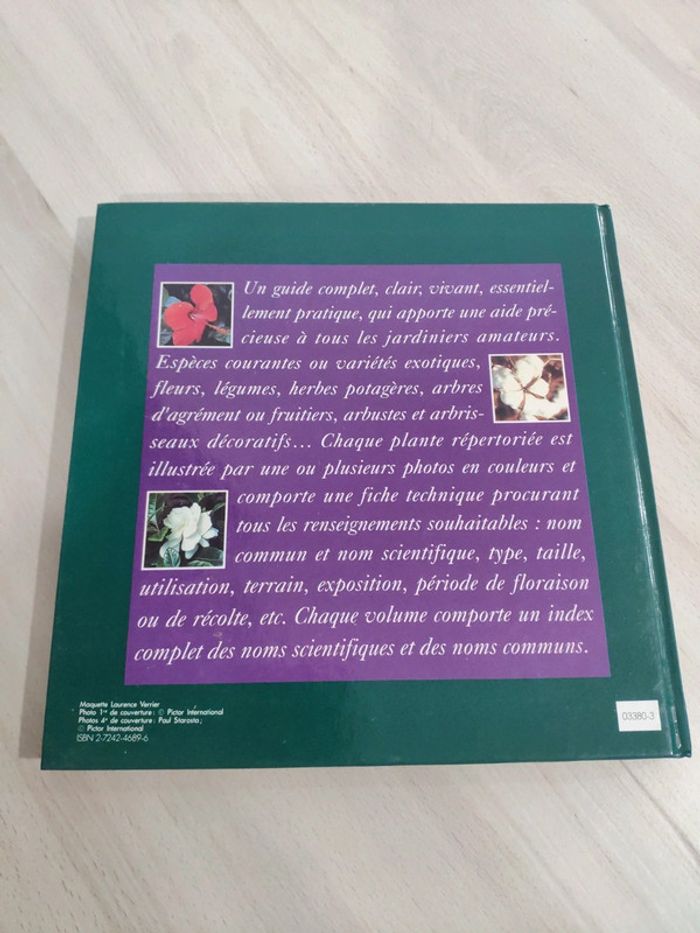 Un guide complet, clair, vivant, essentiel-
lement pratique, qui apporte une aide pré-
cieuse à tous les jardiniers amateurs.
Espèces courantes ou variétés exotiques,
fleurs, légumes, herbes potagères, arbres
d'agrément ou fruitiers, arbustes et arbris-
seaux décoratifs... Chaque plante répertoriée est
illustrée par une ou plusieurs photos en couleurs et
comporte une fiche technique procurant
tous les renseignements souhaitables : nom
commun et nom scientifique, type, taille,
utilisation, terrain, exposition, période de floraison
ou de récolte, etc. Chaque volume comporte un index
complet des noms scientifiques et des noms communs.
Maquette Laurence Verrier
Photo 1re de couverture : © Pictor International
Photos 4e de couverture : Paul Starosta ;
© Pictor International
ISBN 2-7242-4689-6
03380-3